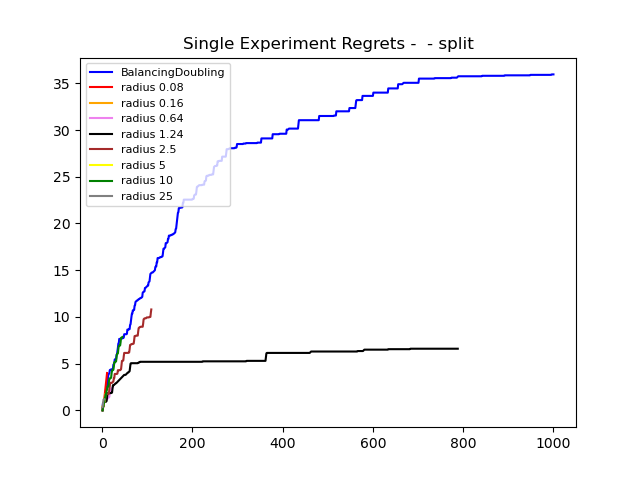 Single Experiment Regrets -  - split
BalancingDoubling
radius 0.08
radius 0.16
radius 0.64
radius 1.24
radius 2.5
radius 5
radius 10
radius 25
35
30
25
20
15
10
5
0
0 200 400 600 800 1000